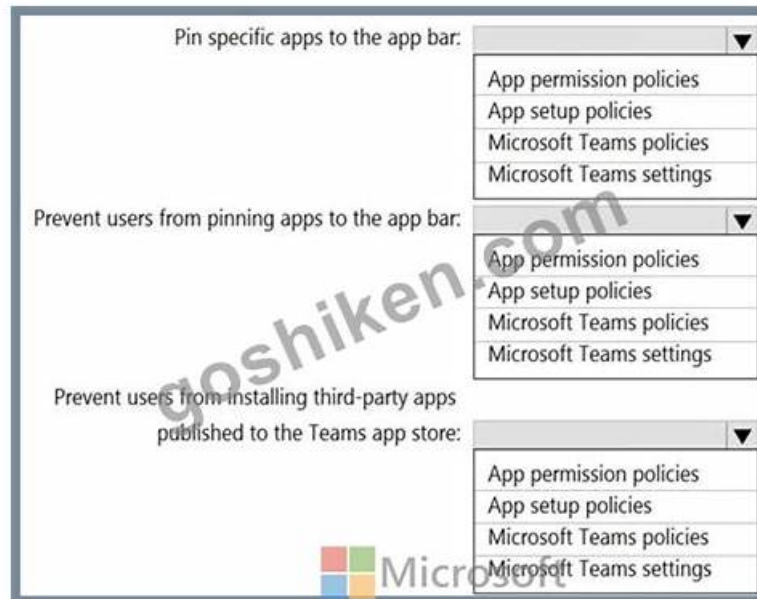 Pin specific apps to the app bar:
App permission policies
App setup policies
Microsoft Teams policies
Microsoft Teams settings
Prevent users from pinning apps to the app bar:
App permission policies
App setup policies
Microsoft Teams policies
Microsoft Teams settings
goshiken.com
Prevent users from installing third-party apps
published to the Teams app store:
App permission policies
App setup policies
Microsoft Teams policies
Microsoft Teams settings
Microsoft